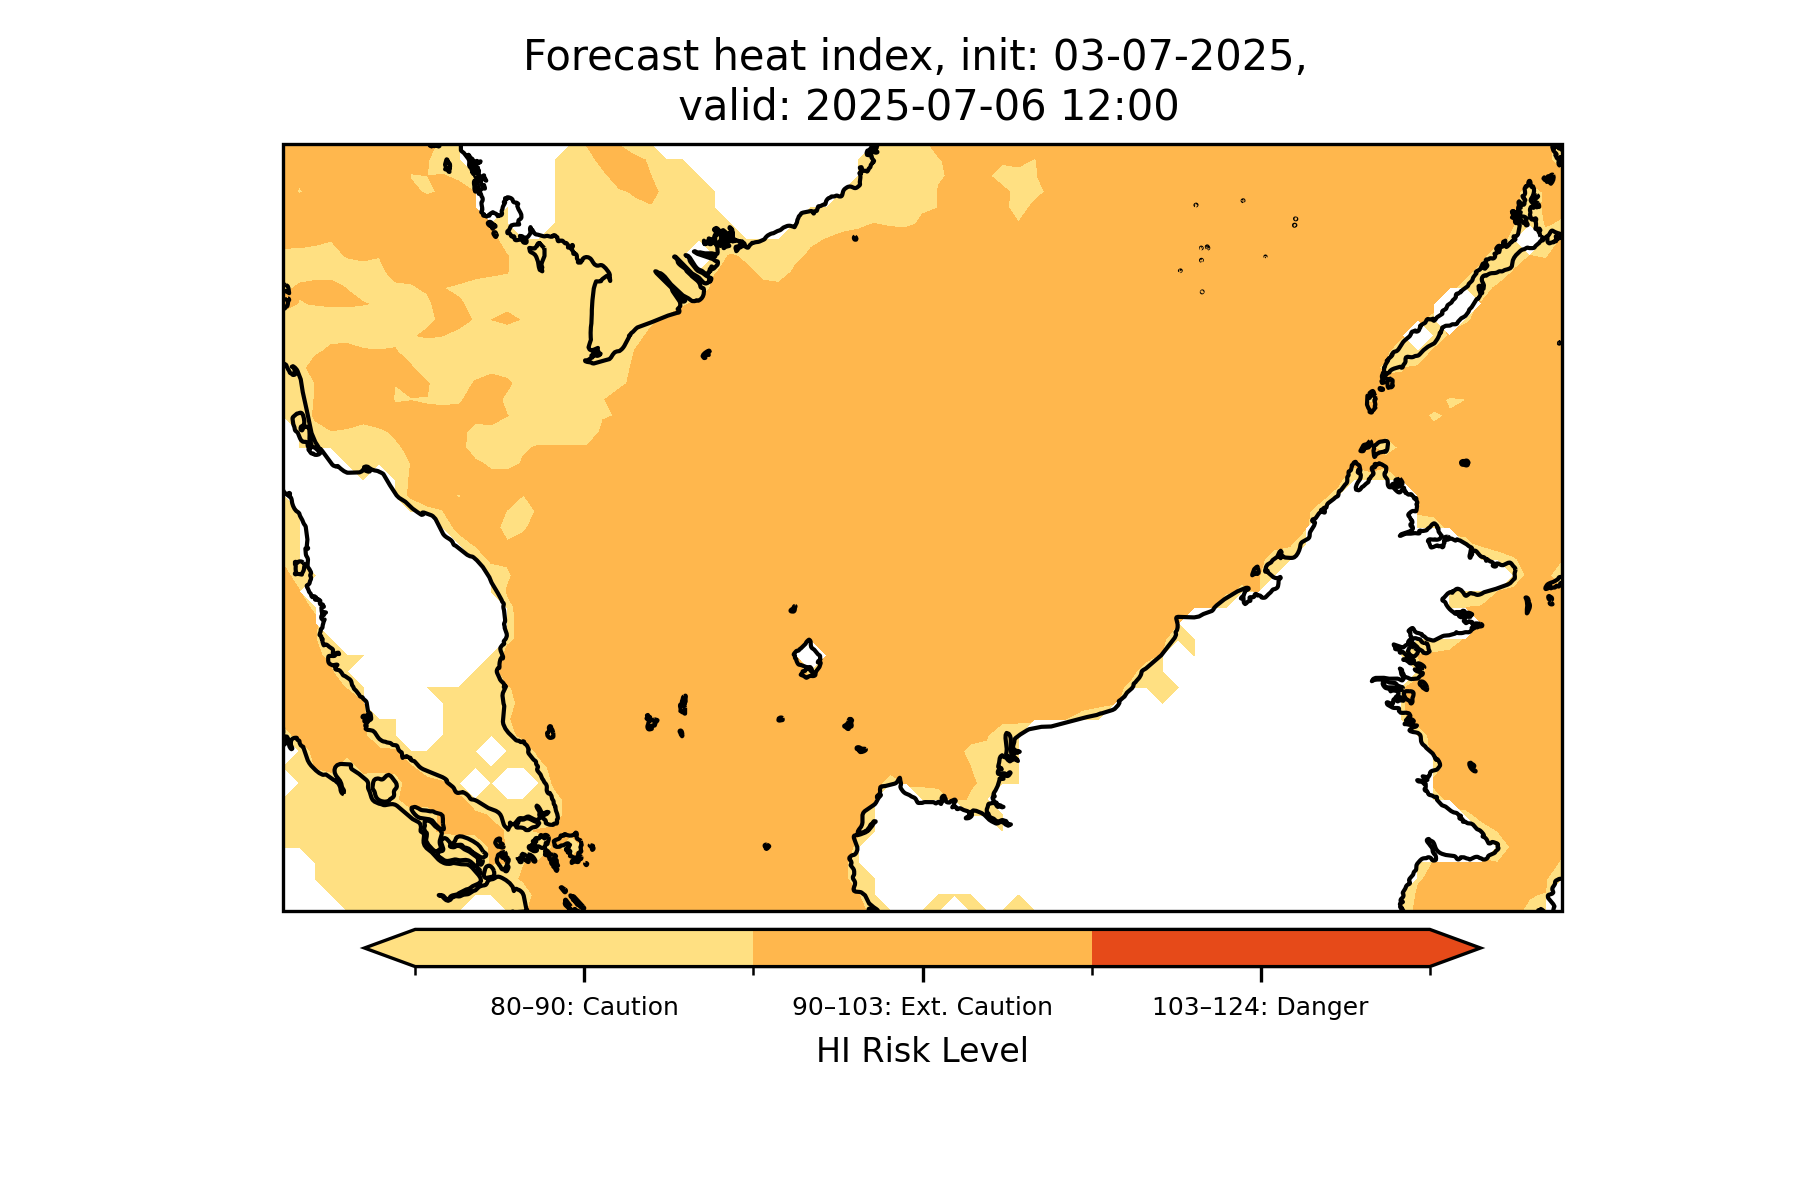 Forecast heat index, init: 03-07-2025,
valid: 2025-07-06 12:00
80–90: Caution
90–103: Ext. Caution
103–124: Danger
HI Risk Level